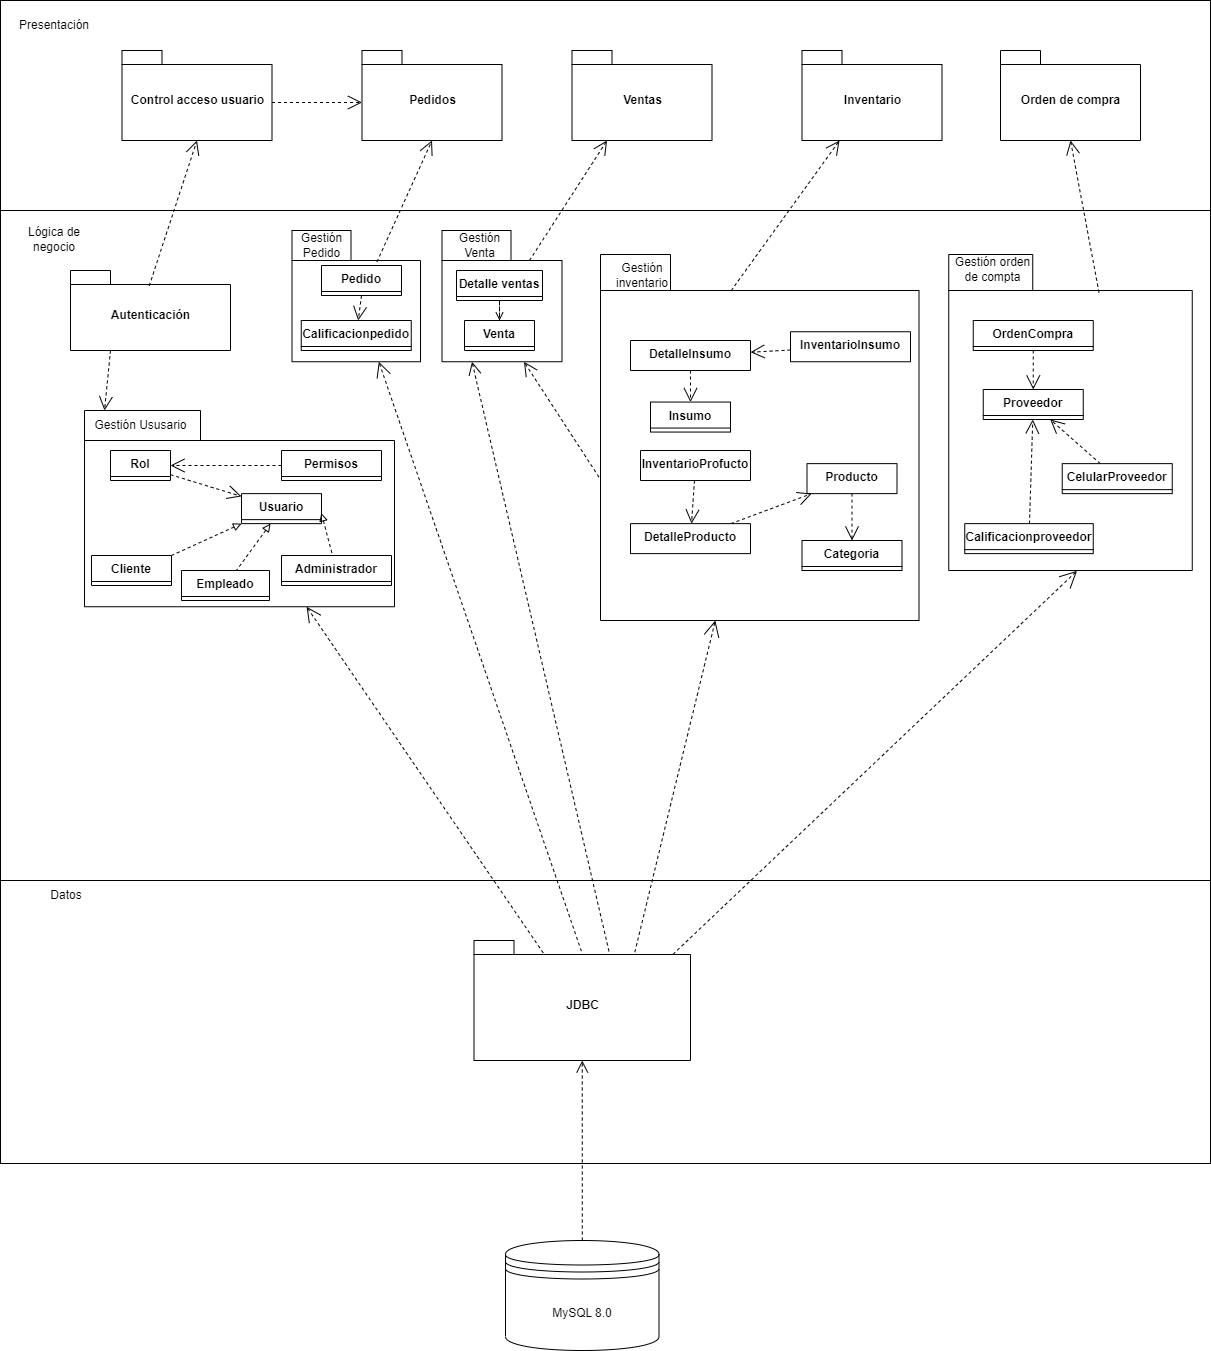 Presentación
Control acceso usuario
Pedidos
Ventas
Inventario
Orden de compra
Lógica de
negocio
Autenticación
Gestión
Pedido
Pedido
Calificacionpedido
Gestión
Venta
Detalle ventas
Venta
Gestión
inventario
DetalleInsumo
InventarioInsumo
Insumo
InventarioProfucto
Producto
DetalleProducto
Categoria
Gestión orden
de compta
OrdenCompra
Proveedor
CelularProveedor
Calificacionproveedor
Gestión Ususario
Rol
Permisos
Usuario
Cliente
Empleado
Administrador
Datos
JDBC
MySQL 8.0